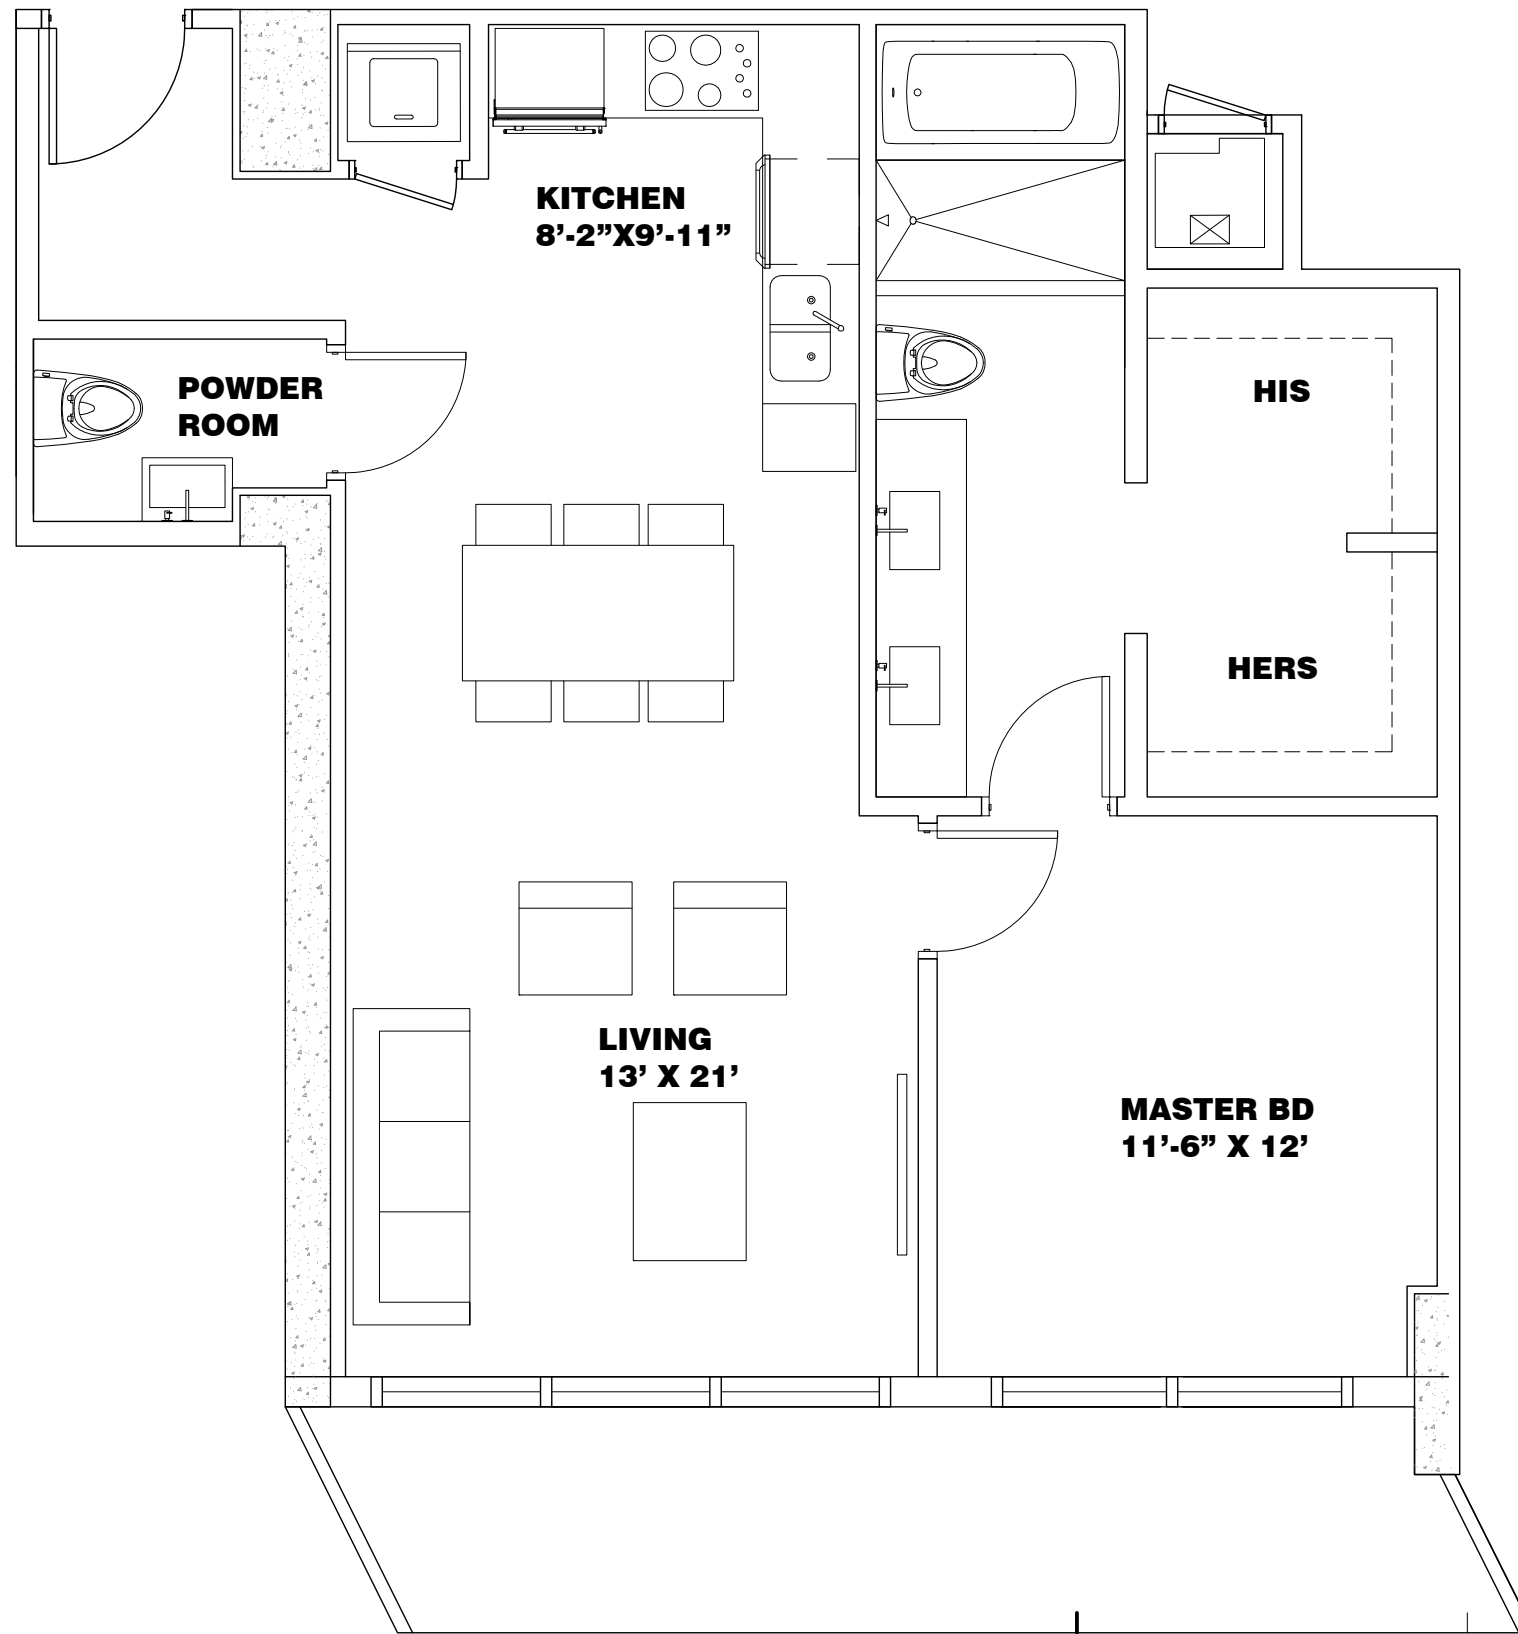 KITCHEN
8’-2”X9’-11”
POWDER
ROOM
HIS
HERS
LIVING
13’ X 21’
MASTER BD
11’-6” X 12’